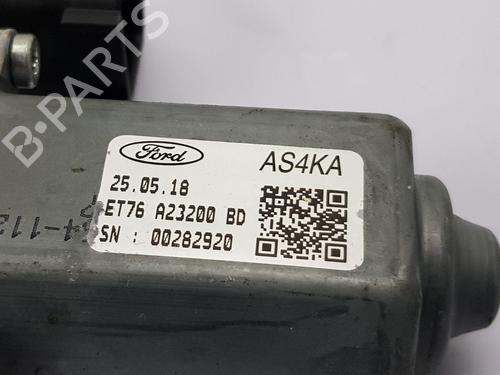 Ford
AS4KA
25.05.18
ET76 A23200 BD
SN : 00282920
B-PARTS